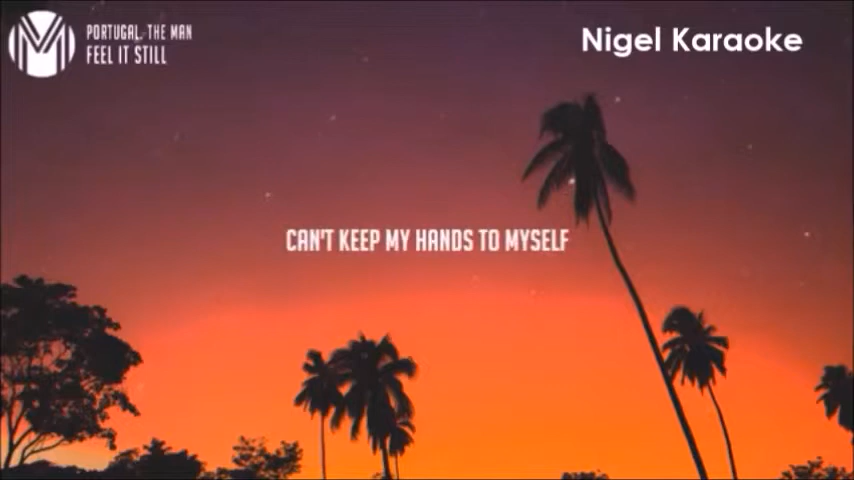 PORTUGAL. THE MAN
FEEL IT STILL
Nigel Karaoke
CAN'T KEEP MY HANDS TO MYSELF